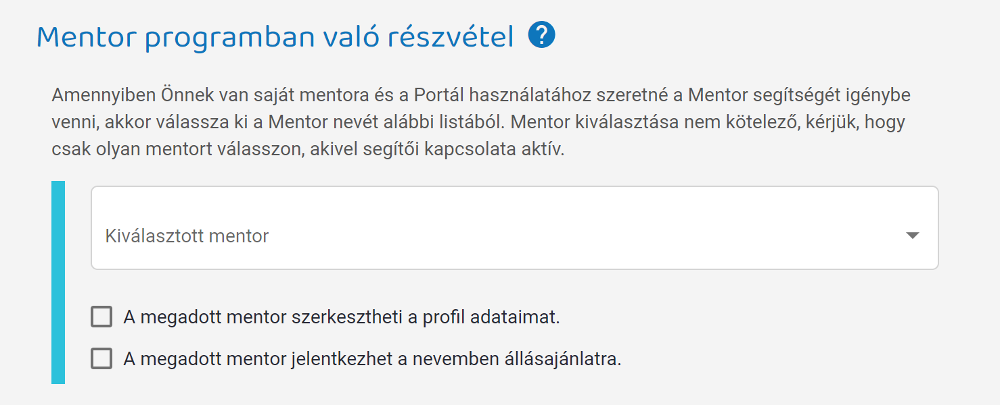 Mentor programban való részvétel ?
Amennyiben Önnek van saját mentora és a Portál használatához szeretné a Mentor segítségét igénybe
venni, akkor válassza ki a Mentor nevét alábbi listából. Mentor kiválasztása nem kötelező, kérjük, hogy
csak olyan mentort válasszon, akivel segítői kapcsolata aktív.
Kiválasztott mentor
A megadott mentor szerkesztheti a profil adataimat.
A megadott mentor jelentkezhet a nevemben állásajánlatra.